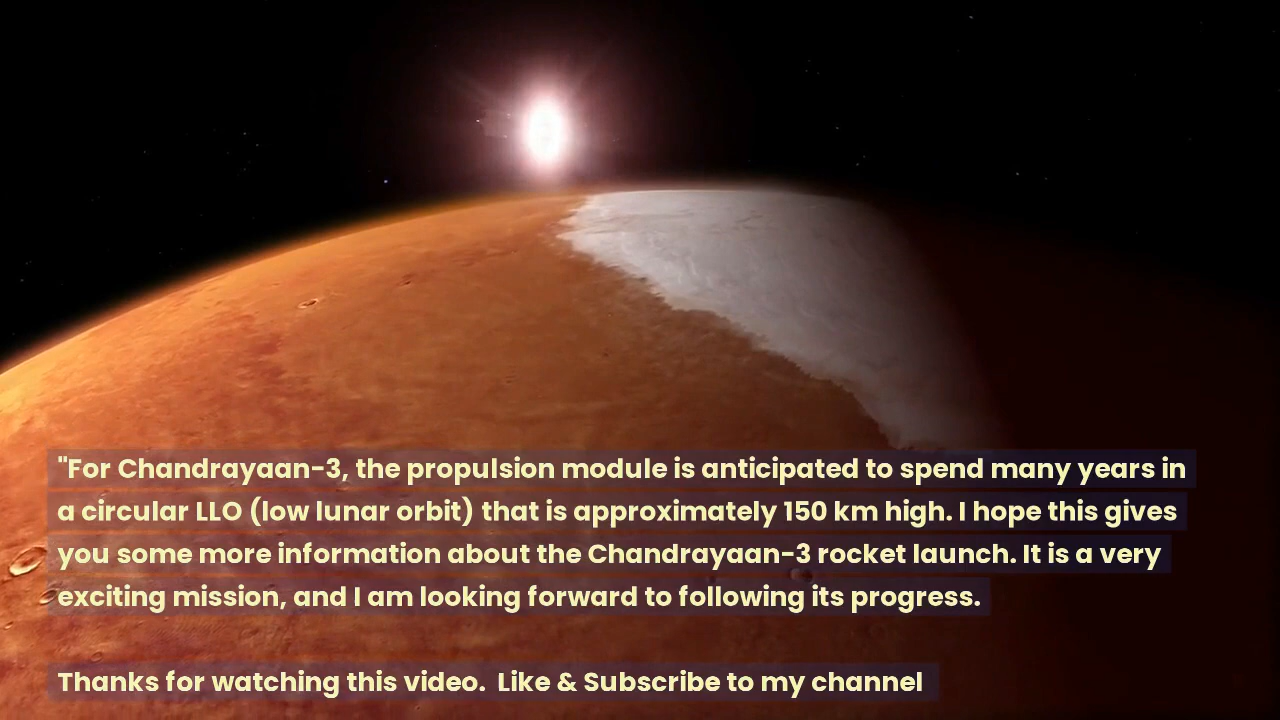 "For Chandrayaan-3, the propulsion module is anticipated to spend many years in
a circular LLO (low lunar orbit) that is approximately 150 km high. I hope this gives
you some more information about the Chandrayaan-3 rocket launch. It is a very
exciting mission, and I am looking forward to following its progress.
Thanks for watching this video.  Like & Subscribe to my channel